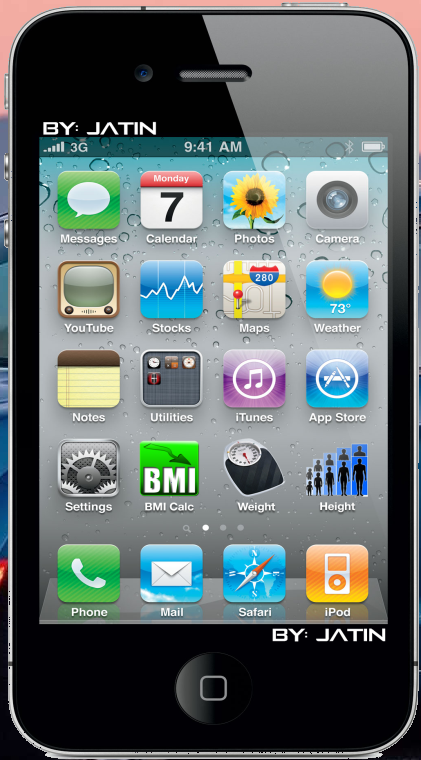 BY: JATIN
3G 9:41 AM
Monday
7
Messages Calendar Photos Camera
280
73°
YouTube Stocks Maps Weather
Notes Utilities iTunes App Store
BMI
Settings BMI Calc Weight Height
Phone Mail Safari iPod
BY: JATIN